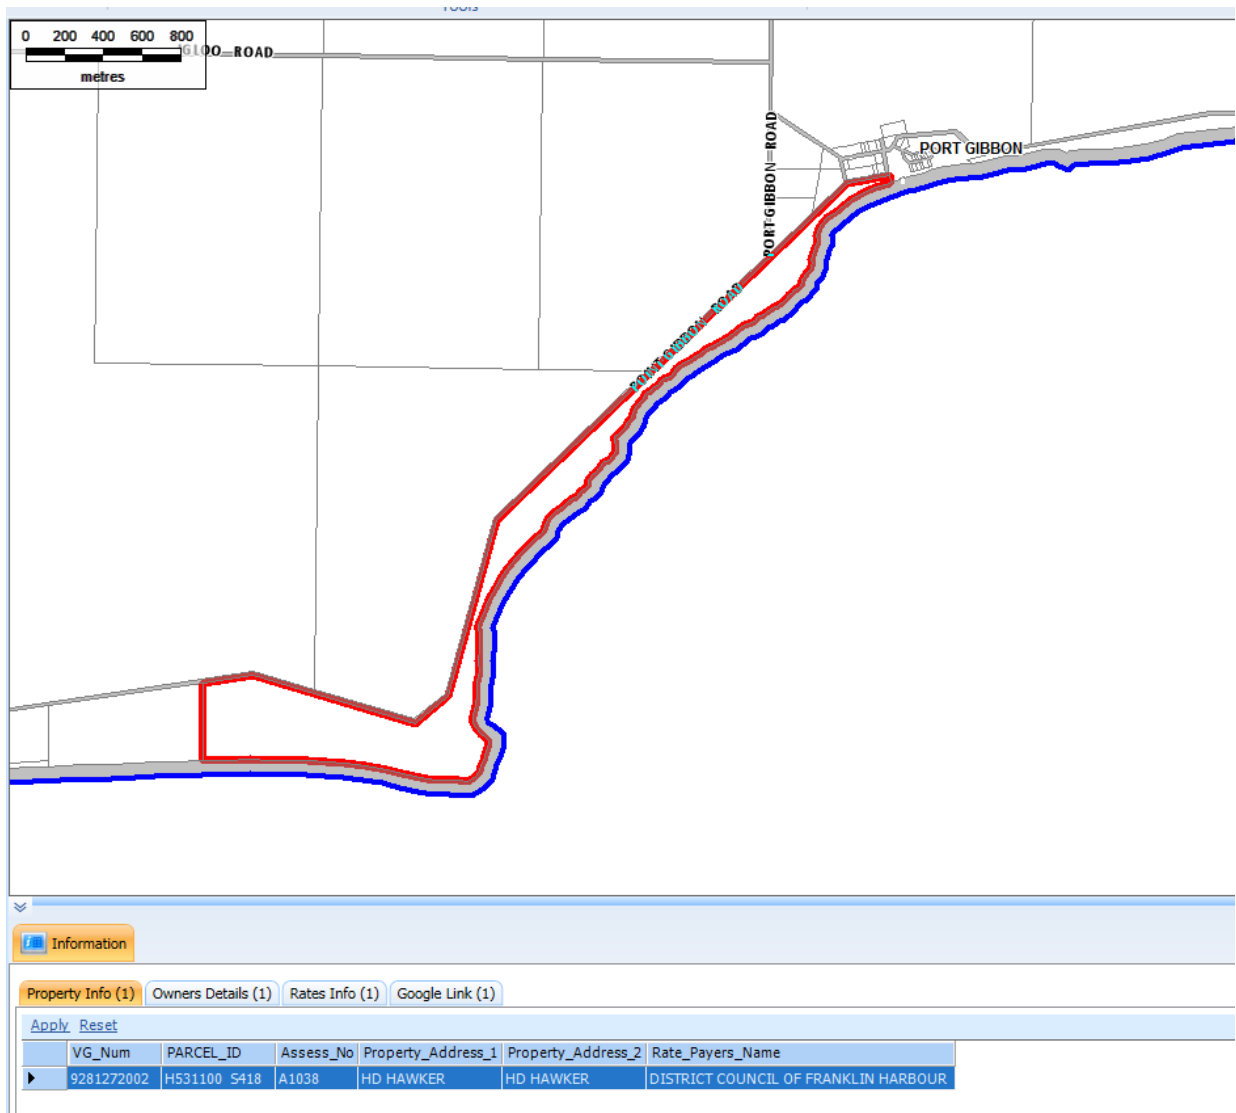 Tools
0 200 400 600 800
metres
IGLOO ROAD
PORT GIBBON ROAD
PORT GIBBON
PORT GIBBON ROAD
Information
Property Info (1) Owners Details (1) Rates Info (1) Google Link (1)
Apply Reset
VG_Num PARCEL_ID Assess_No Property_Address_1 Property_Address_2 Rate_Payers_Name
9281272002 H531100 S418 A1038 HD HAWKER HD HAWKER DISTRICT COUNCIL OF FRANKLIN HARBOUR